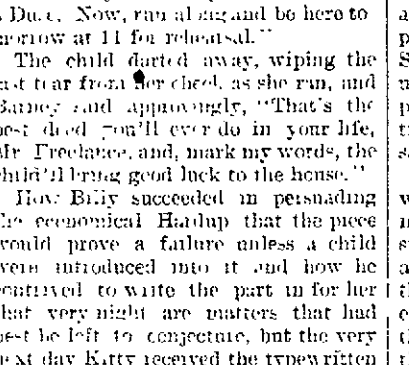 Now, run along and be here to
morrow at 11 for rehearsal."
The child darted away, wiping the
last tear from her cheek as she ran, and
Barney said approvingly, "That's the
best deed you'll ever do in your life,
Mr. Freelance, and, mark my words, the
child'll bring good luck to the house."
How Billy succeeded in persuading
the economical Hardup that the piece
would prove a failure unless a child
were introduced into it and how he
contrived to write the part in for her
that very night are matters that had
best be left to conjecture, but the very
next day Kitty received the typewritten